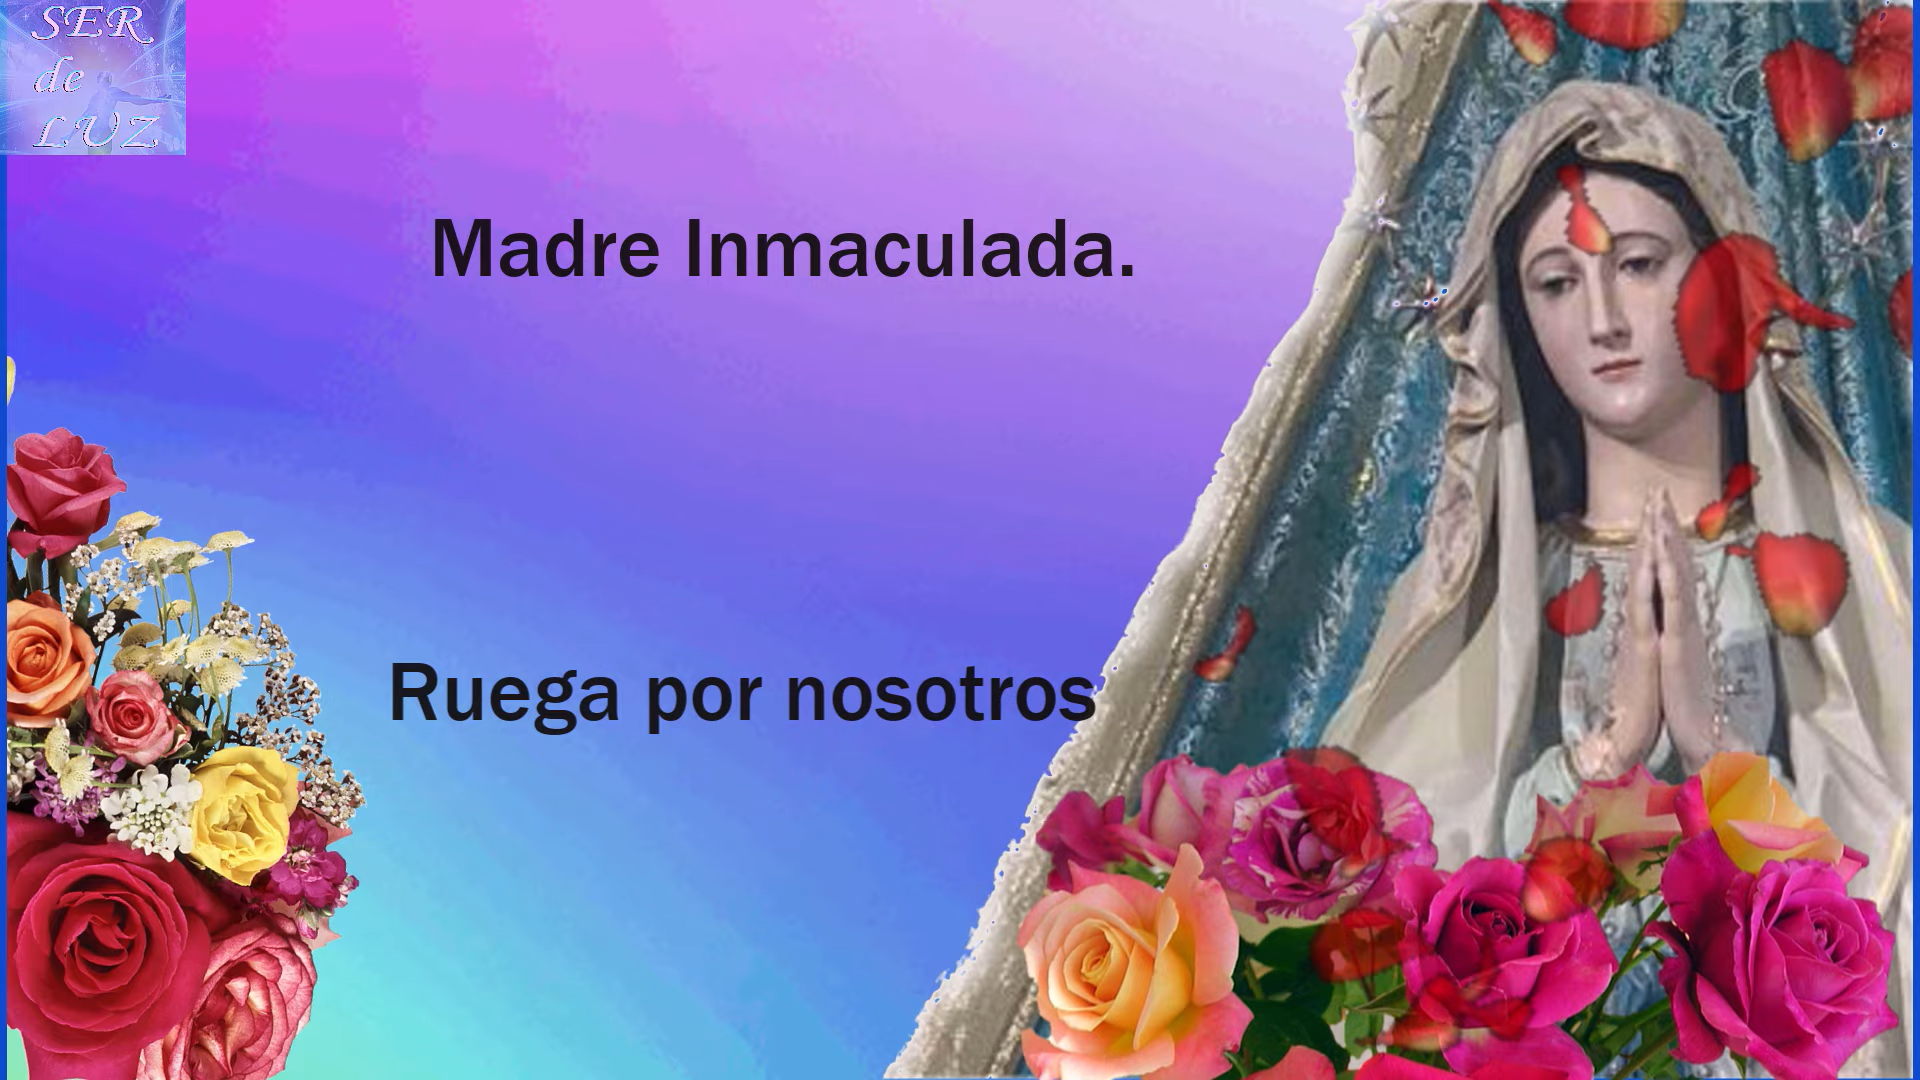 SER
de
LUZ
Madre Inmaculada.
Ruega por nosotros